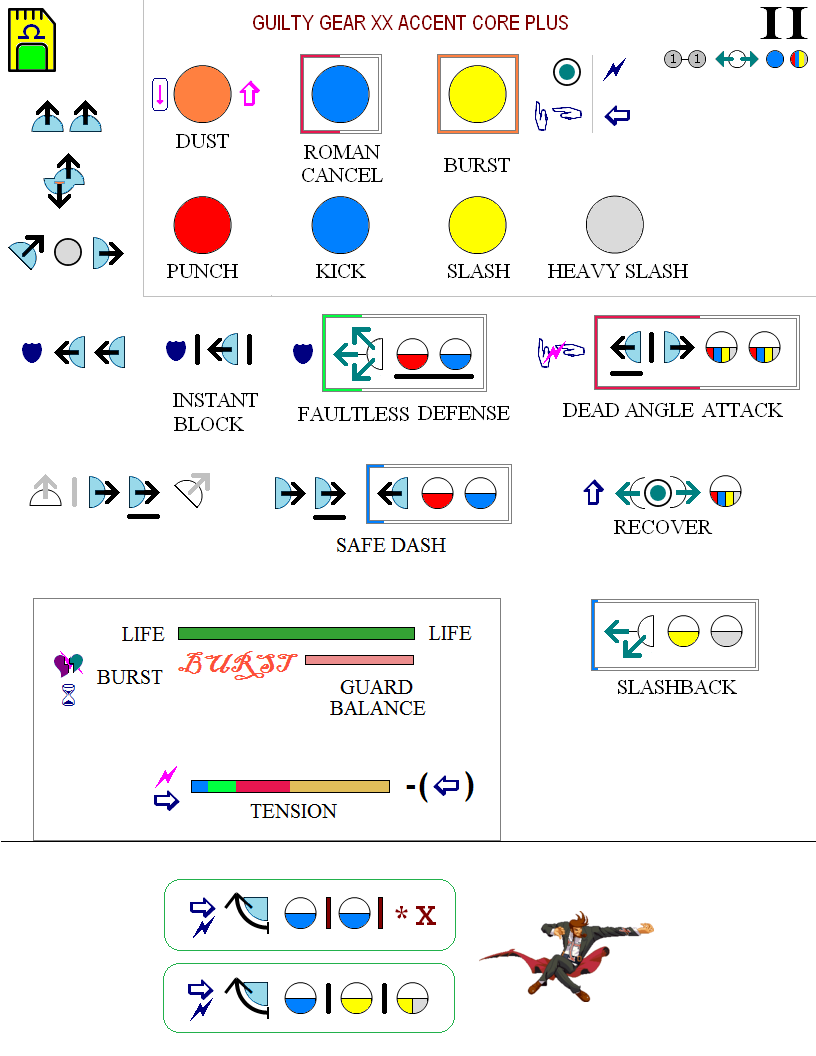 GUILTY GEAR XX ACCENT CORE PLUS
II
1 1
DUST
ROMAN
CANCEL
BURST
PUNCH
KICK
SLASH
HEAVY SLASH
INSTANT
BLOCK
FAULTLESS DEFENSE
DEAD ANGLE ATTACK
SAFE DASH
RECOVER
LIFE
LIFE
BURST
BURST
GUARD
BALANCE
SLASHBACK
-( )
TENSION
* X